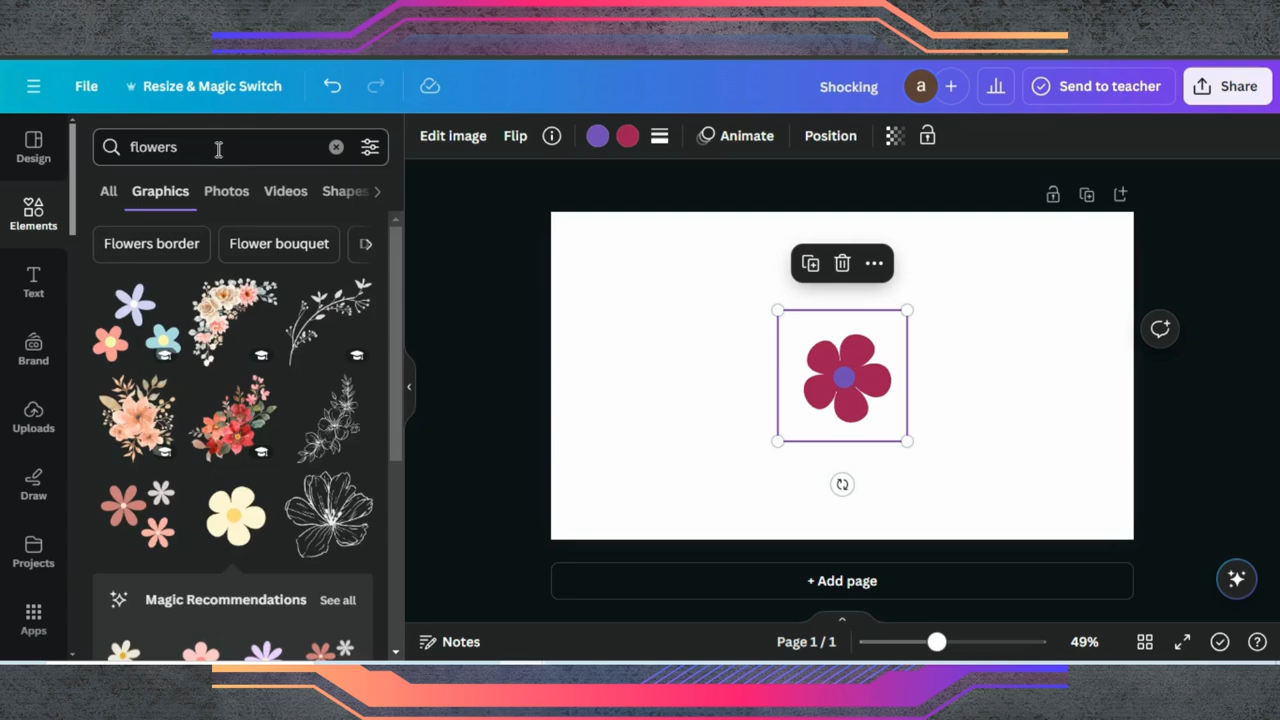 File
Resize & Magic Switch
Shocking
a
Send to teacher
Share
Design
Elements
Text
Brand
CO
Uploads
Draw
Projects
Apps
flowers
All
Graphics
Photos
Videos
Shapes
Flowers border
Flower bouquet
Magic Recommendations
See all
Edit image
Flip
Animate
Position
+ Add page
Notes
Page 1 / 1
49%